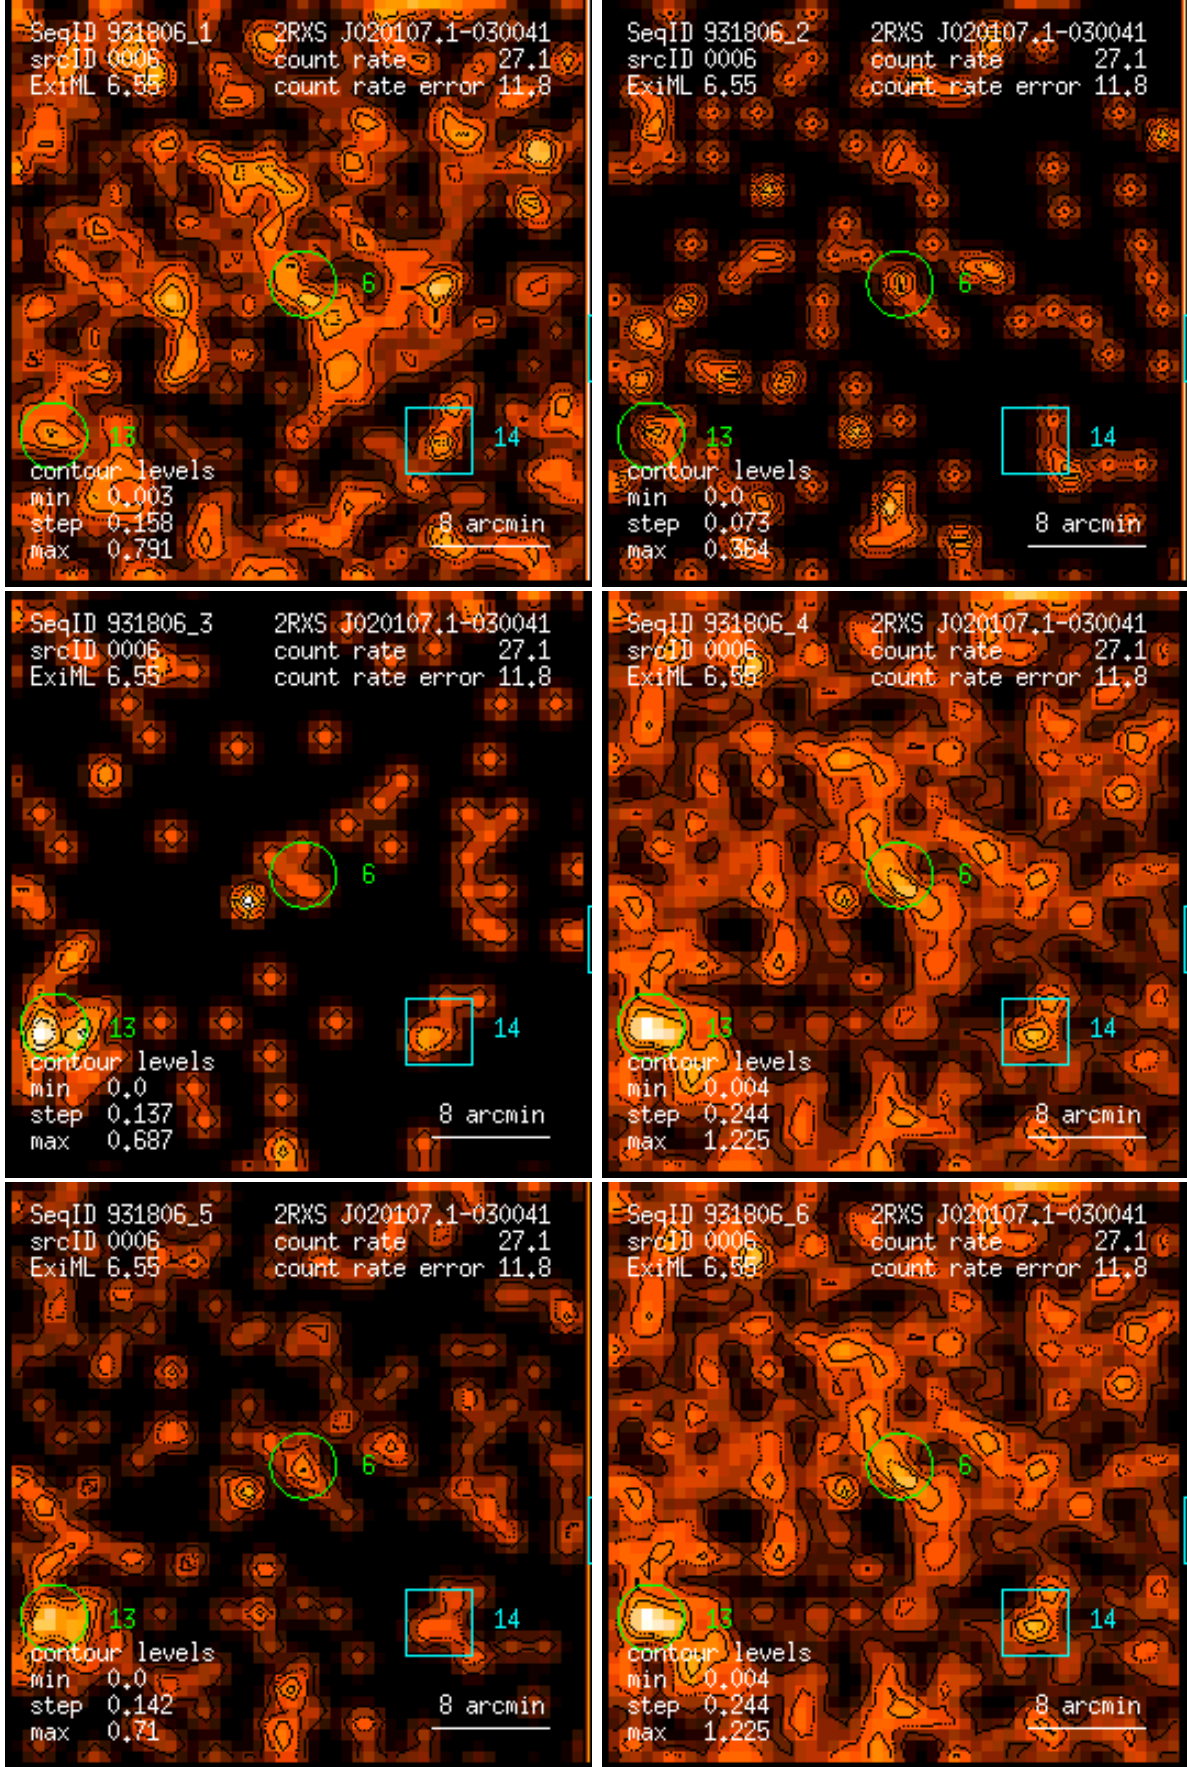 SeqID 931806_1 2RXS J020107.1-030041
srcID 0006 count rate 27.1
ExiML 6.55 count rate error 11.8
6
13
14
contour levels
min 0.003
step 0.158 8 arcmin
max 0.791
SeqID 931806_2 2RXS J020107.1-030041
srcID 0006 count rate 27.1
ExiML 6.55 count rate error 11.8
6
13
14
contour levels
min 0.0
step 0.073 8 arcmin
max 0.364
SeqID 931806_3 2RXS J020107.1-030041
srcID 0006 count rate 27.1
ExiML 6.55 count rate error 11.8
6
13
14
contour levels
min 0.0
step 0.137 8 arcmin
max 0.687
SeqID 931806_4 2RXS J020107.1-030041
srcID 0006 count rate 27.1
ExiML 6.55 count rate error 11.8
6
13
14
contour levels
min 0.004
step 0.244 8 arcmin
max 1.225
SeqID 931806_5 2RXS J020107.1-030041
srcID 0006 count rate 27.1
ExiML 6.55 count rate error 11.8
6
13
14
contour levels
min 0.0
step 0.142 8 arcmin
max 0.71
SeqID 931806_6 2RXS J020107.1-030041
srcID 0006 count rate 27.1
ExiML 6.55 count rate error 11.8
6
13
14
contour levels
min 0.004
step 0.244 8 arcmin
max 1.225